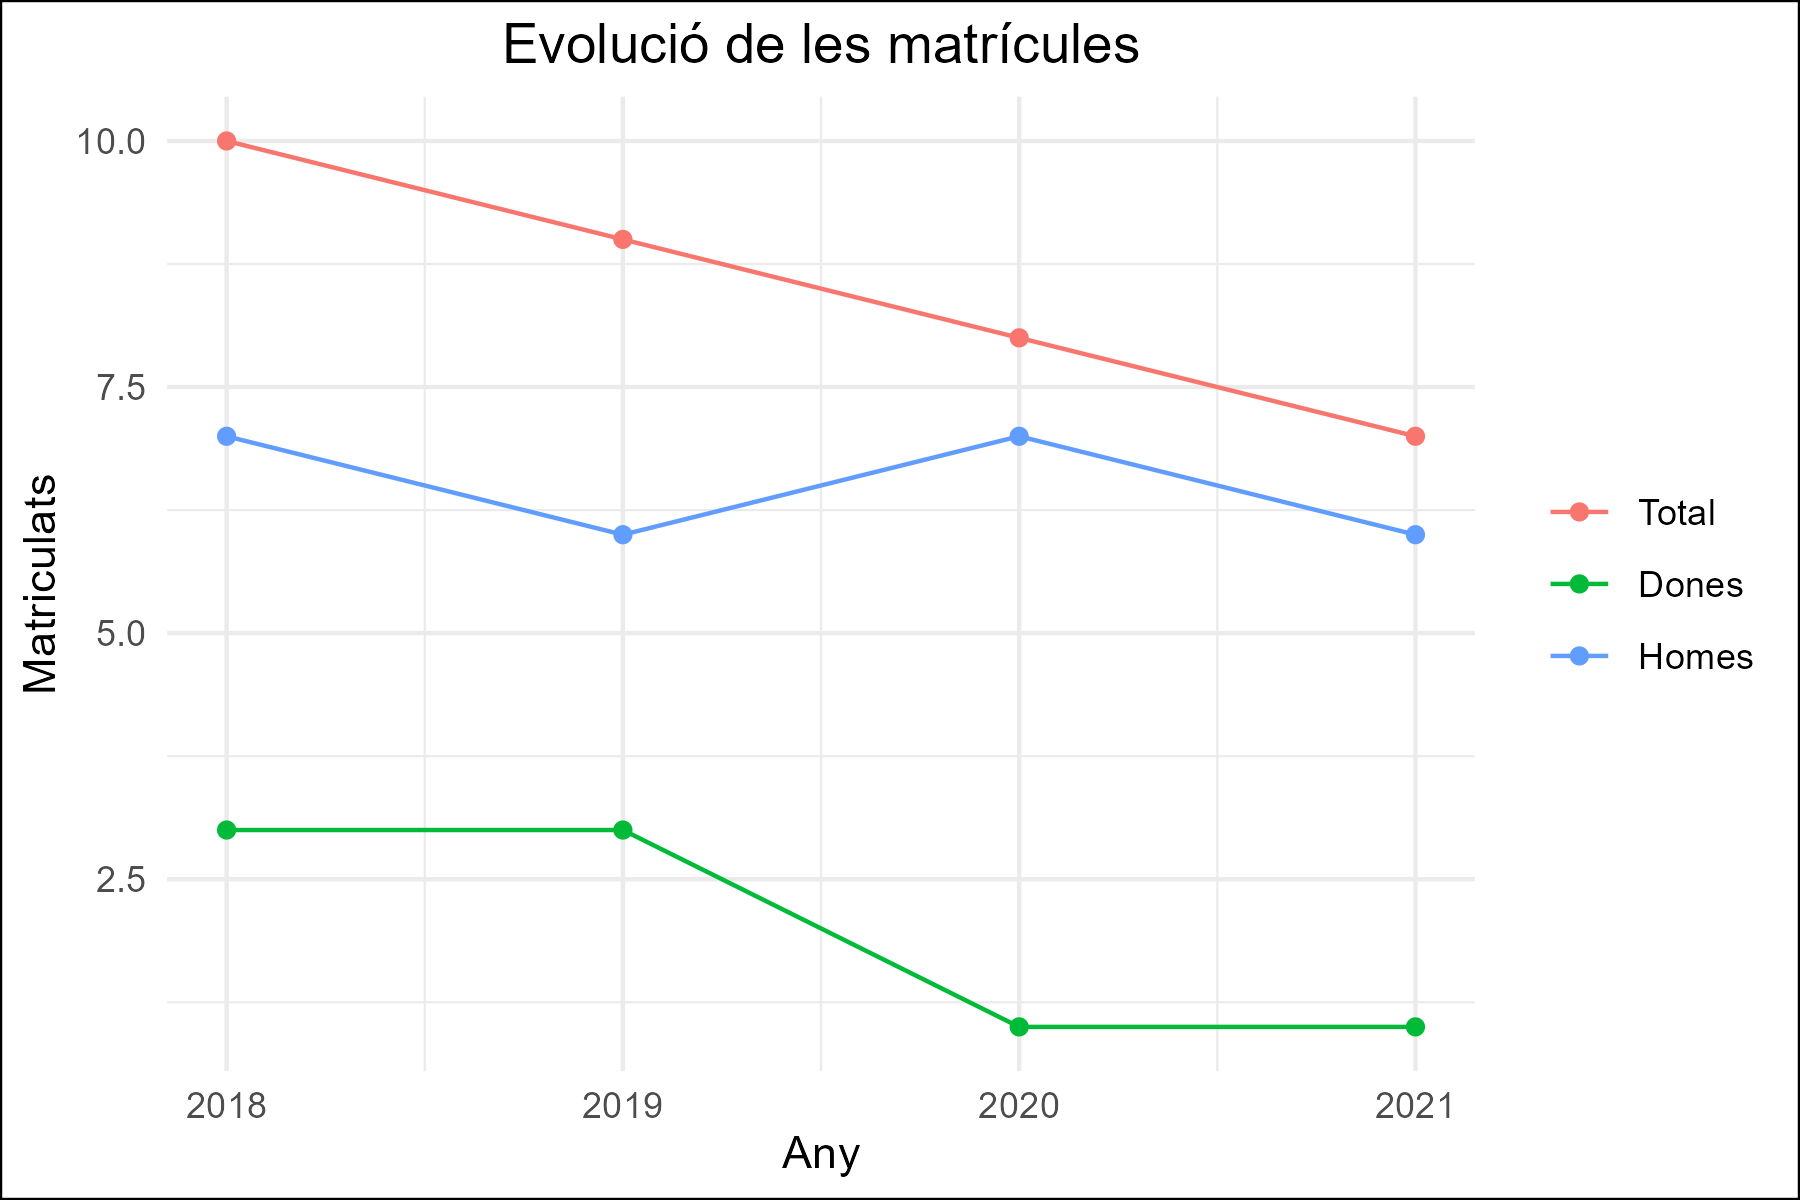 Evolució de les matrícules
10.0
7.5
5.0
2.5
Matriculats
2018 2019 2020 2021
Any
Total
Dones
Homes